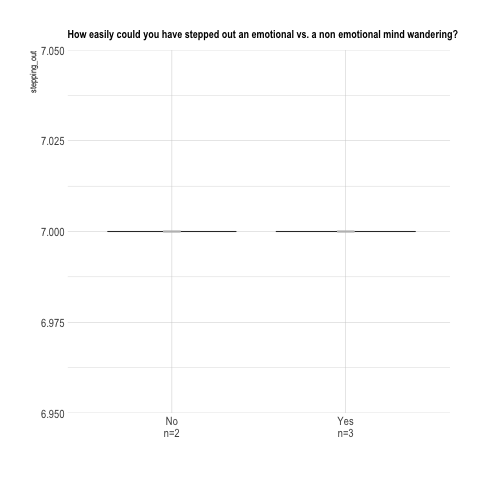 How easily could you have stepped out an emotional vs. a non emotional mind wandering?
stepping_out
7.050
7.025
7.000
6.975
6.950
No
n=2
Yes
n=3